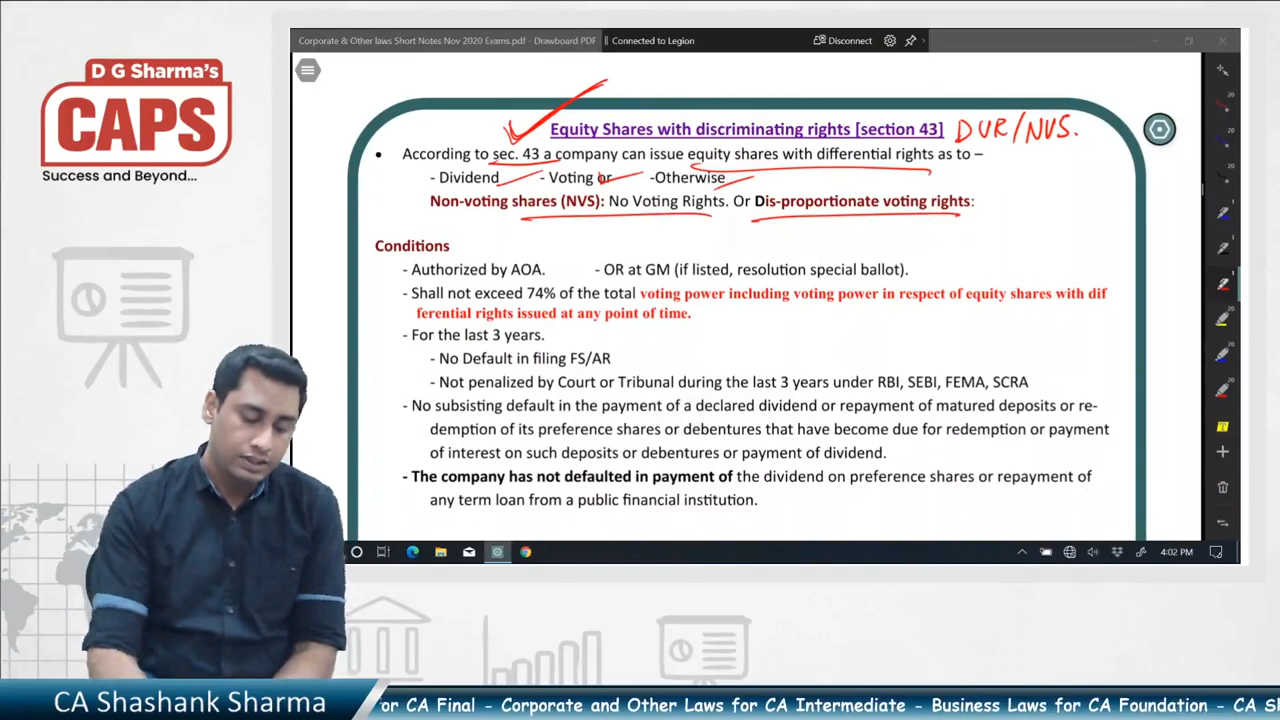 D G Sharma's
CAPS
Success and Beyond...
Corporate & Other laws Short Notes Nov 2020 Exams.pdf - Drawboard PDF
Connected to Legion
Disconnect
Equity Shares with discriminating rights [section 43] DVR/NVS.
• According to sec. 43 a company can issue equity shares with differential rights as to –
- Dividend - Voting or -Otherwise
Non-voting shares (NVS): No Voting Rights. Or Dis-proportionate voting rights:
Conditions
- Authorized by AOA. - OR at GM (if listed, resolution special ballot).
- Shall not exceed 74% of the total voting power including voting power in respect of equity shares with dif
ferential rights issued at any point of time.
- For the last 3 years.
- No Default in filing FS/AR
- Not penalized by Court or Tribunal during the last 3 years under RBI, SEBI, FEMA, SCRA
- No subsisting default in the payment of a declared dividend or repayment of matured deposits or re-
demption of its preference shares or debentures that have become due for redemption or payment
of interest on such deposits or debentures or payment of dividend.
- The company has not defaulted in payment of the dividend on preference shares or repayment of
any term loan from a public financial institution.
4:02 PM
CA Shashank Sharma
or CA Final - Corporate and Other Laws for CA Intermediate - Business Laws for CA Foundation - CA S